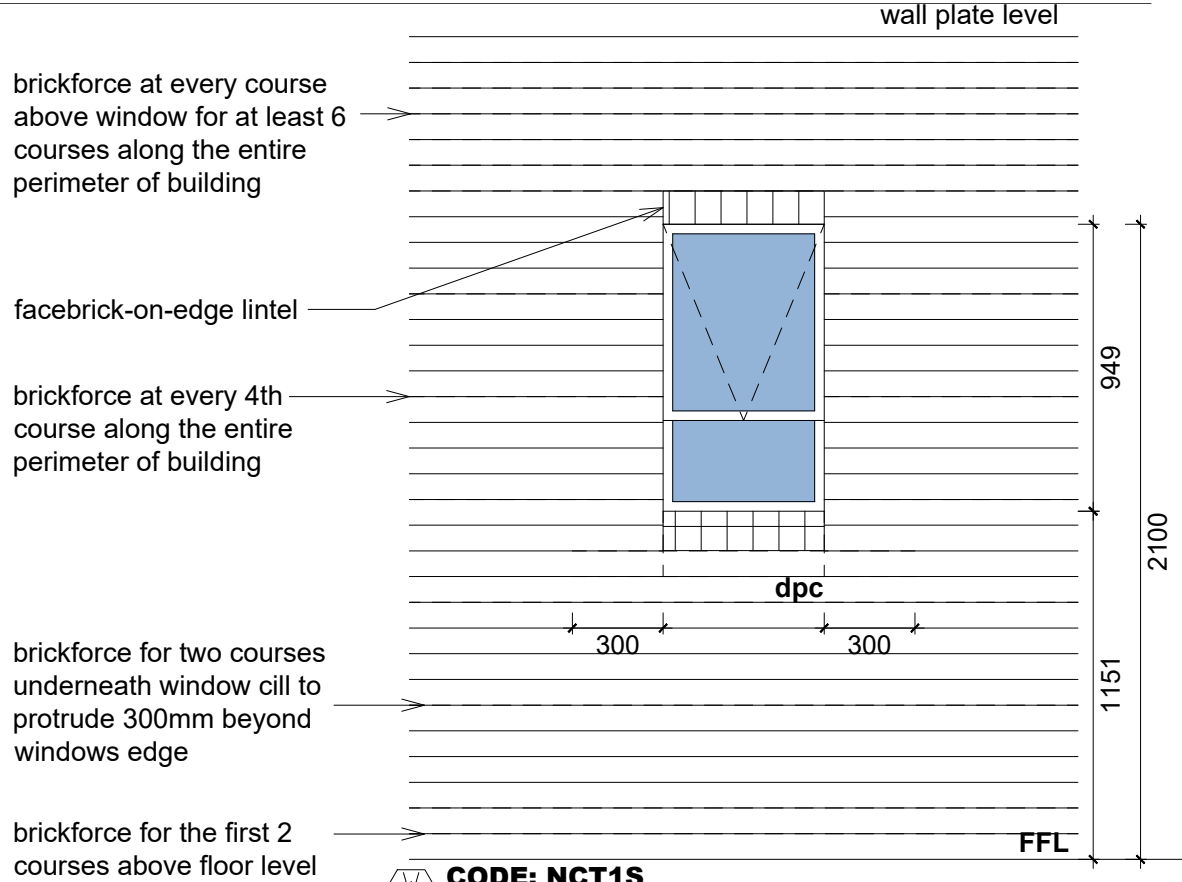 wall plate level
brickforce at every course
above window for at least 6
courses along the entire
perimeter of building
facebrick-on-edge lintel
brickforce at every 4th
course along the entire
perimeter of building
949
2100
dpc
300
300
1151
brickforce for two courses
underneath window cill to
protrude 300mm beyond
windows edge
brickforce for the first 2
courses above floor level
FFL
W
CODE: NCT1S